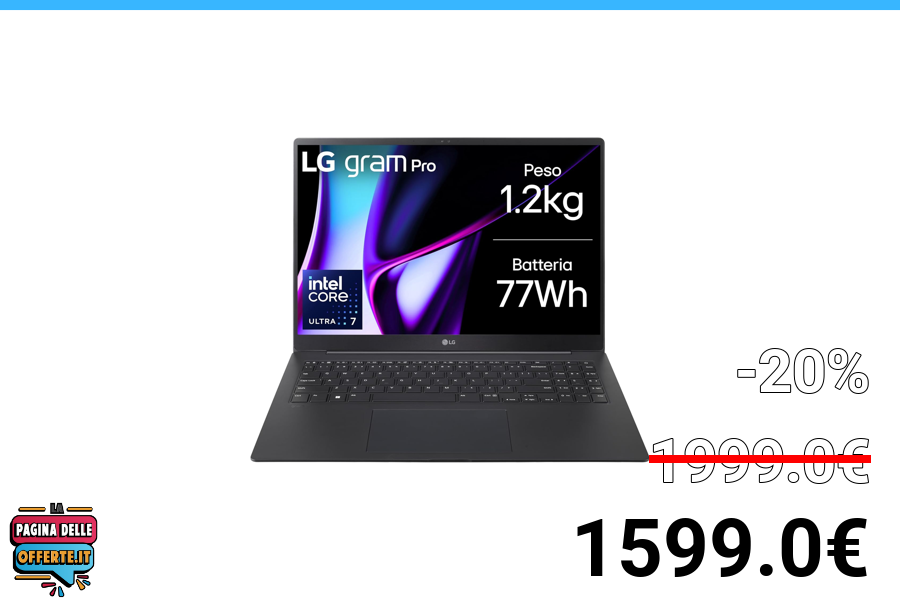 LG gram Pro
Peso
1.2kg
Batteria
77Wh
intel
CORE
ULTRA 7
LG
-20%
1999.0€
1599.0€
LA
PAGINA DELLE
OFFERTE.IT